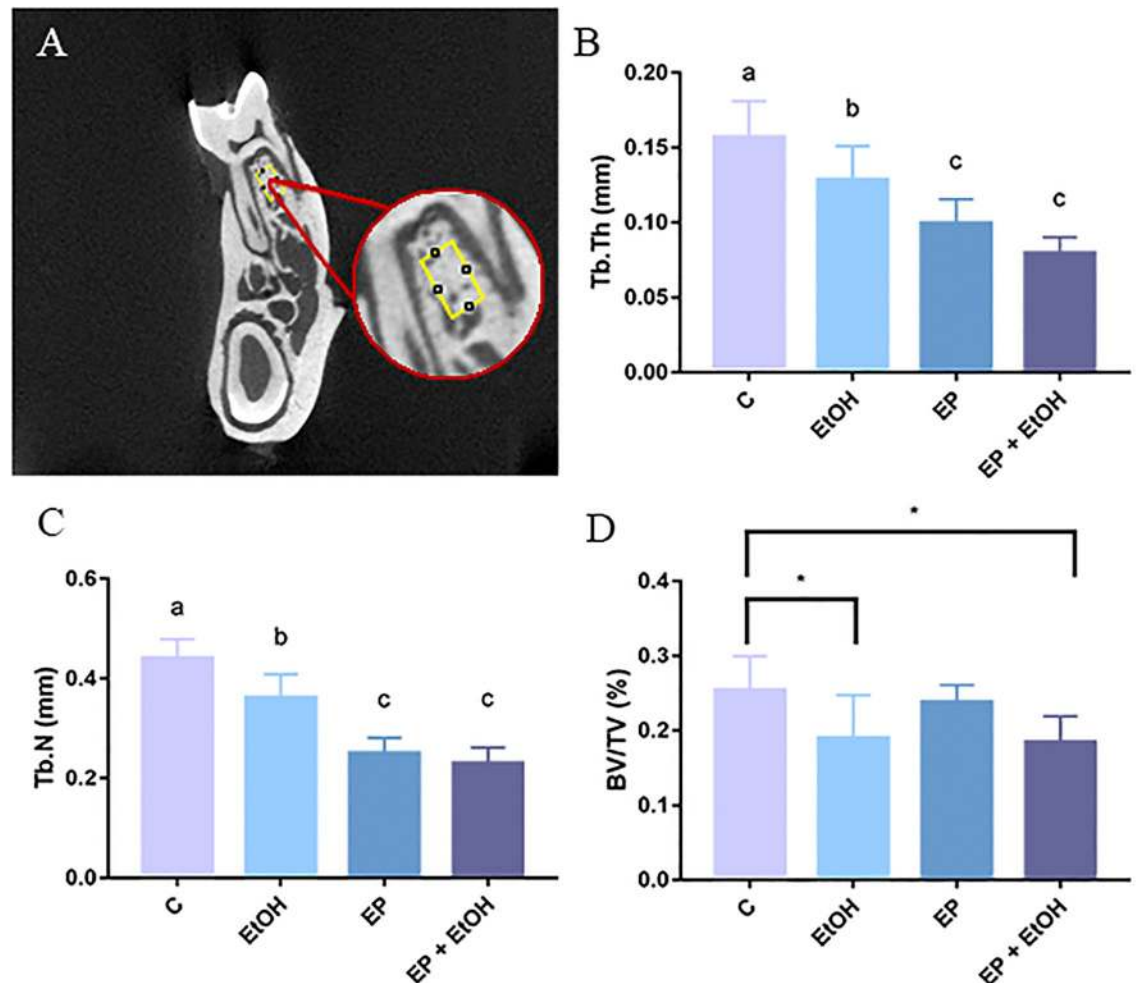 A
B
Tb.Th (mm)
0.20
0.15
0.10
0.05
0.00
a
b
c
c
C
EtOH
EP
EP + EtOH
C
Tb.N (mm)
0.6
0.4
0.2
0.0
a
b
c
c
C
EtOH
EP
EP + EtOH
D
BV/TV (%)
0.4
0.3
0.2
0.1
0.0
*
*
C
EtOH
EP
EP + EtOH